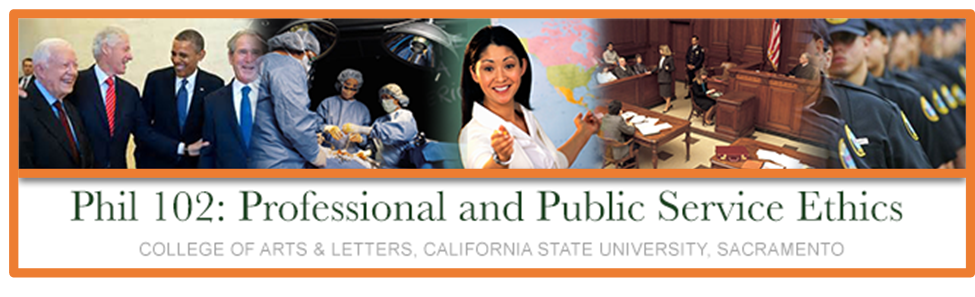 Phil 102: Professional and Public Service Ethics
COLLEGE OF ARTS & LETTERS, CALIFORNIA STATE UNIVERSITY, SACRAMENTO